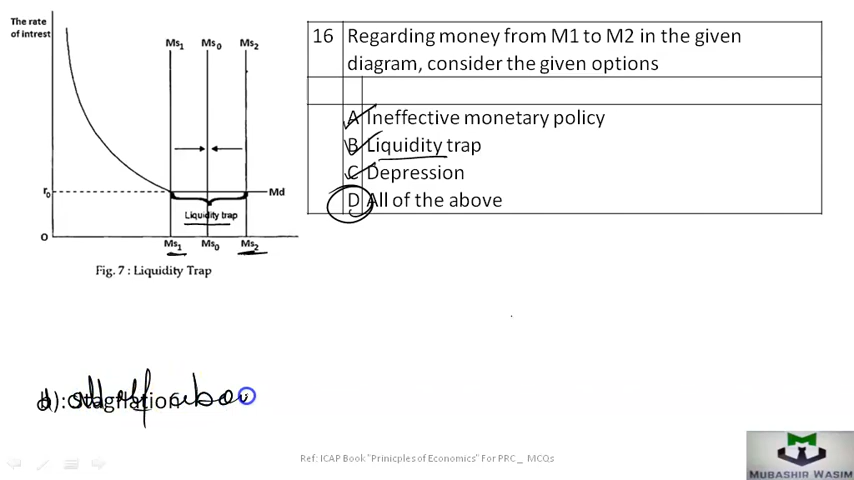 The rate
of intrest
Ms1 Ms0 Ms2
r0
Md
Liquidity trap
O
Ms1 Ms0 Ms2
Fig. 7 : Liquidity Trap
16 Regarding money from M1 to M2 in the given
diagram, consider the given options
A Ineffective monetary policy
B Liquidity trap
C Depression
D All of the above
Stagflation
Ref: ICAP Book "Prinicples of Economics" For PRC_ MCQs
MUBASHIR WASIM